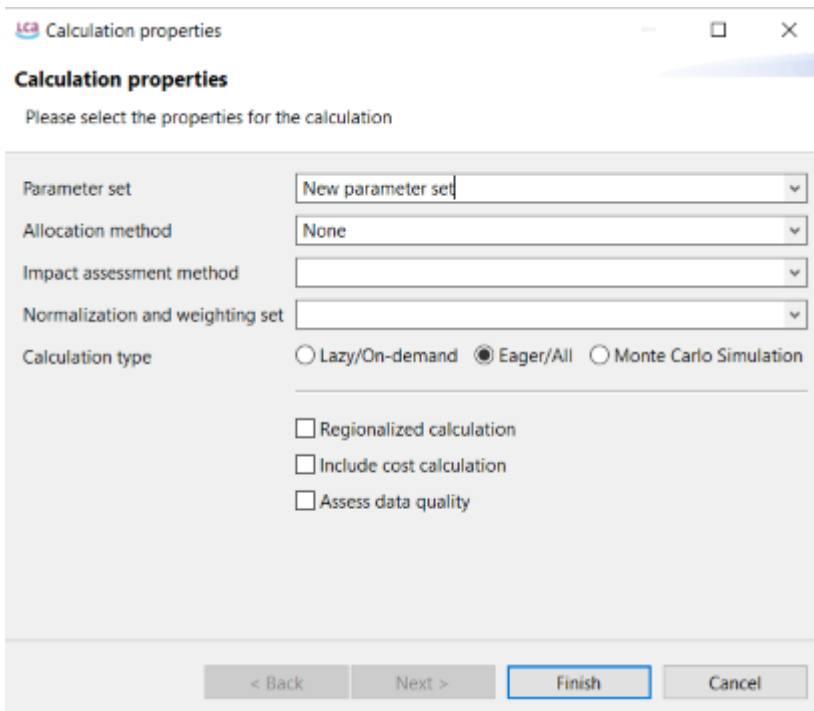 LCA Calculation properties
Calculation properties
Please select the properties for the calculation
Parameter set New parameter set
Allocation method None
Impact assessment method
Normalization and weighting set
Calculation type Lazy/On-demand Eager/All Monte Carlo Simulation
Regionalized calculation
Include cost calculation
Assess data quality
< Back Next > Finish Cancel